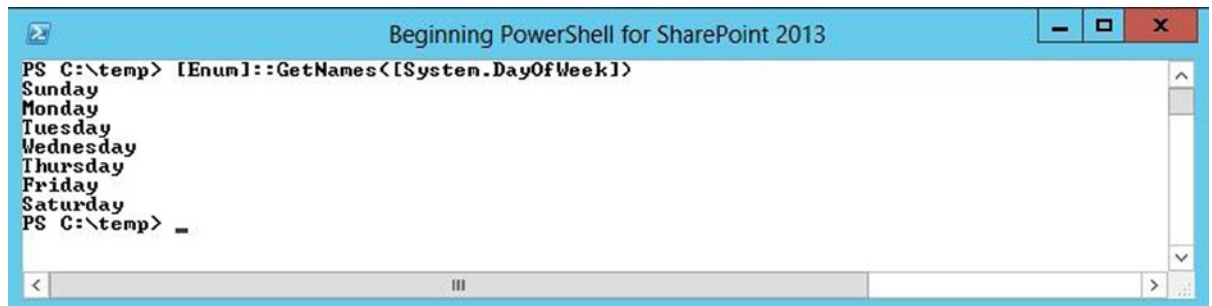 Beginning PowerShell for SharePoint 2013
PS C:\temp> [Enum]::GetNames([System.DayOfWeek])
Sunday
Monday
Tuesday
Wednesday
Thursday
Friday
Saturday
PS C:\temp> _